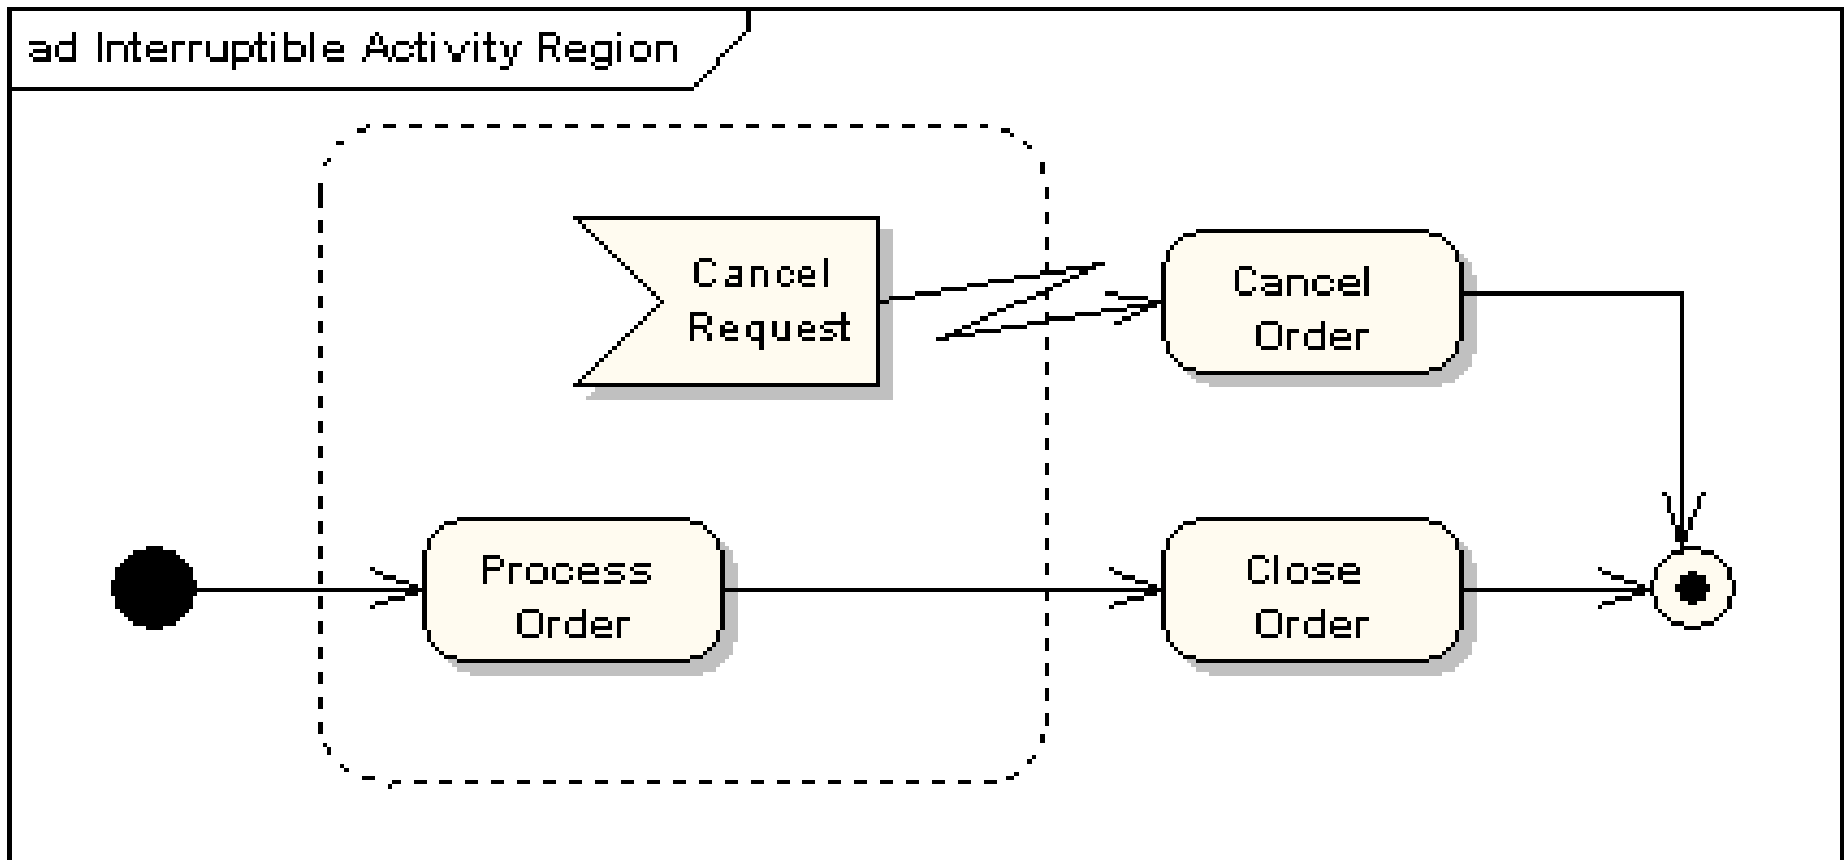 ad Interruptible Activity Region
Cancel
Request
Cancel
Order
Process
Order
Close
Order